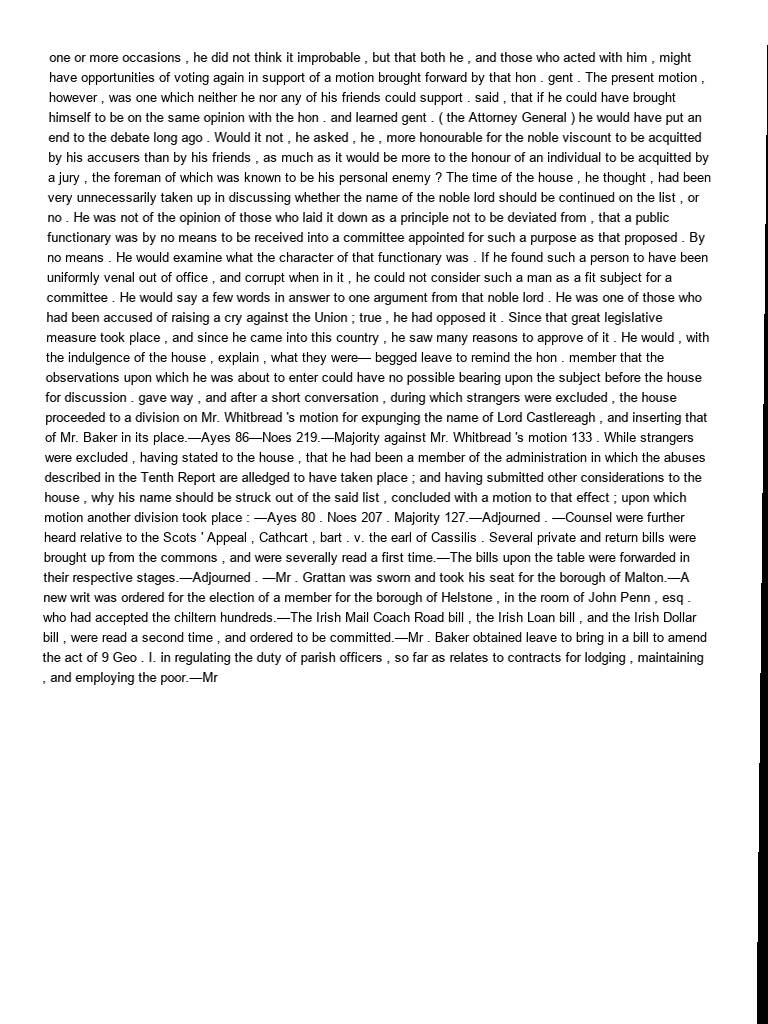 one or more occasions , he did not think it improbable , but that both he , and those who acted with him , might
have opportunities of voting again in support of a motion brought forward by that hon . gent . The present motion ,
however , was one which neither he nor any of his friends could support . said , that if he could have brought
himself to be on the same opinion with the hon . and learned gent . ( the Attorney General ) he would have put an
end to the debate long ago . Would it not , he asked , he , more honourable for the noble viscount to be acquitted
by his accusers than by his friends , as much as it would be more to the honour of an individual to be acquitted by
a jury , the foreman of which was known to be his personal enemy ? The time of the house , he thought , had been
very unnecessarily taken up in discussing whether the name of the noble lord should be continued on the list , or
no . He was not of the opinion of those who laid it down as a principle not to be deviated from , that a public
functionary was by no means to be received into a committee appointed for such a purpose as that proposed . By
no means . He would examine what the character of that functionary was . If he found such a person to have been
uniformly venal out of office , and corrupt when in it , he could not consider such a man as a fit subject for a
committee . He would say a few words in answer to one argument from that noble lord . He was one of those who
had been accused of raising a cry against the Union ; true , he had opposed it . Since that great legislative
measure took place , and since he came into this country , he saw many reasons to approve of it . He would , with
the indulgence of the house , explain , what they were— begged leave to remind the hon . member that the
observations upon which he was about to enter could have no possible bearing upon the subject before the house
for discussion . gave way , and after a short conversation , during which strangers were excluded , the house
proceeded to a division on Mr. Whitbread 's motion for expunging the name of Lord Castlereagh , and inserting that
of Mr. Baker in its place.—Ayes 86—Noes 219.—Majority against Mr. Whitbread 's motion 133 . While strangers
were excluded , having stated to the house , that he had been a member of the administration in which the abuses
described in the Tenth Report are alledged to have taken place ; and having submitted other considerations to the
house , why his name should be struck out of the said list , concluded with a motion to that effect ; upon which
motion another division took place : —Ayes 80 . Noes 207 . Majority 127.—Adjourned . —Counsel were further
heard relative to the Scots ' Appeal , Cathcart , bart . v. the earl of Cassilis . Several private and return bills were
brought up from the commons , and were severally read a first time.—The bills upon the table were forwarded in
their respective stages.—Adjourned . —Mr . Grattan was sworn and took his seat for the borough of Malton.—A
new writ was ordered for the election of a member for the borough of Helstone , in the room of John Penn , esq .
who had accepted the chiltern hundreds.—The Irish Mail Coach Road bill , the Irish Loan bill , and the Irish Dollar
bill , were read a second time , and ordered to be committed.—Mr . Baker obtained leave to bring in a bill to amend
the act of 9 Geo . I. in regulating the duty of parish officers , so far as relates to contracts for lodging , maintaining
, and employing the poor.—Mr